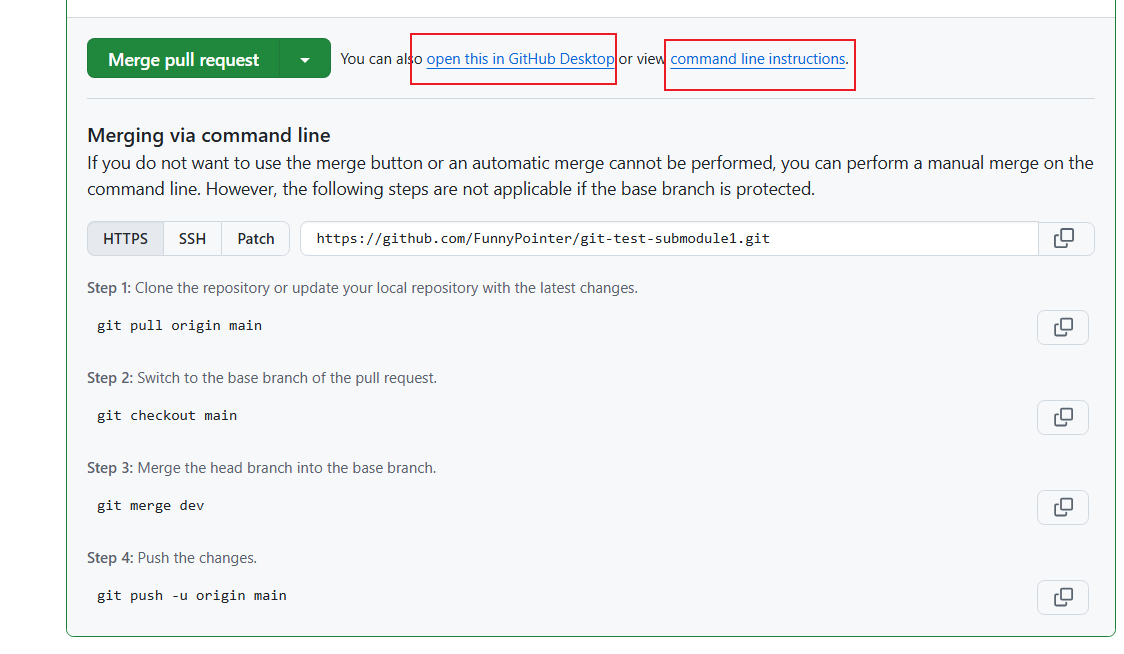 Merge pull request You can also open this in GitHub Desktop or view command line instructions.
Merging via command line
If you do not want to use the merge button or an automatic merge cannot be performed, you can perform a manual merge on the
command line. However, the following steps are not applicable if the base branch is protected.
HTTPS SSH Patch https://github.com/FunnyPointer/git-test-submodule1.git
Step 1: Clone the repository or update your local repository with the latest changes.
git pull origin main
Step 2: Switch to the base branch of the pull request.
git checkout main
Step 3: Merge the head branch into the base branch.
git merge dev
Step 4: Push the changes.
git push -u origin main